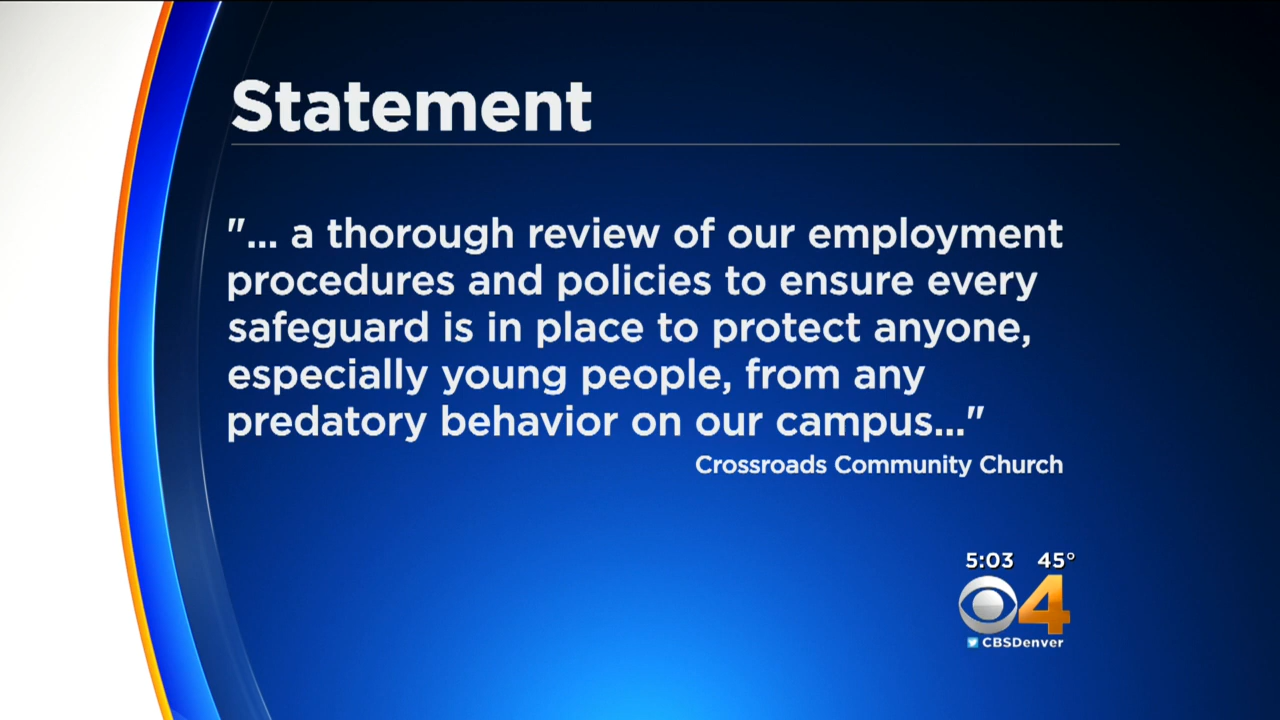 Statement
"... a thorough review of our employment
procedures and policies to ensure every
safeguard is in place to protect anyone,
especially young people, from any
predatory behavior on our campus..."
Crossroads Community Church
5:03 45°
4
CBSDenver